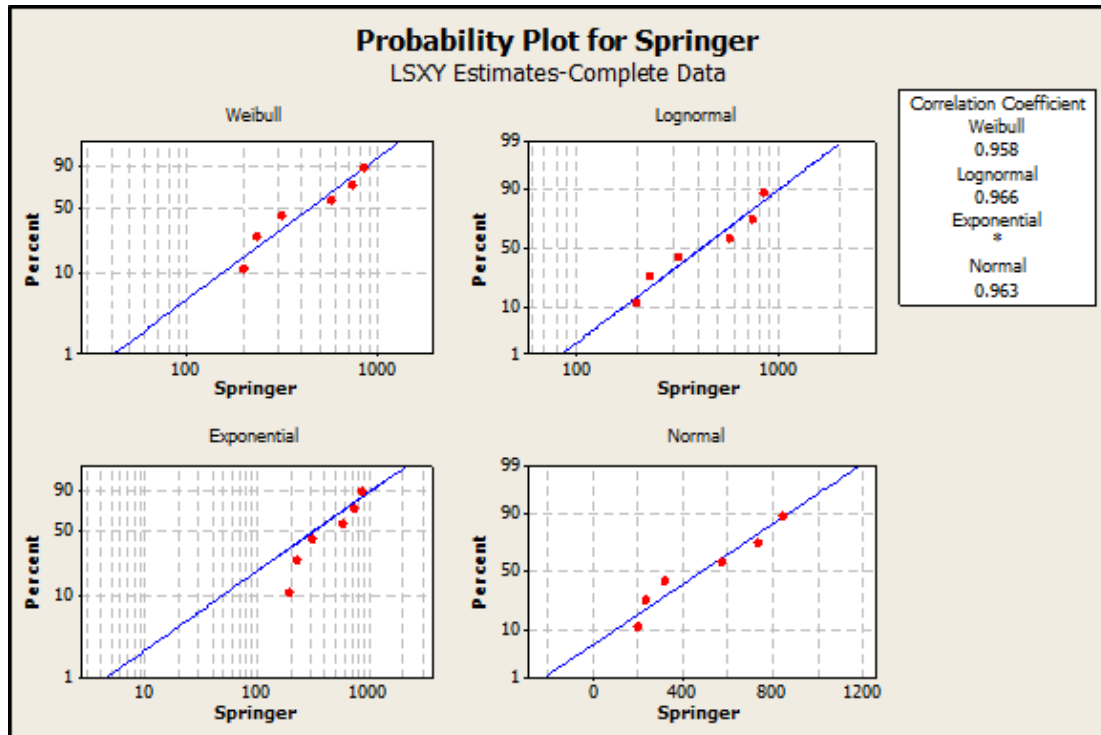 Probability Plot for Springer
LSXY Estimates-Complete Data
Weibull
90
50
10
1
Percent
100 1000
Springer
Lognormal
99
90
50
10
1
Percent
100 1000
Springer
Correlation Coefficient
Weibull
0.958
Lognormal
0.966
Exponential
*
Normal
0.963
Exponential
90
50
10
1
Percent
10 100 1000
Springer
Normal
99
90
50
10
1
Percent
0 400 800 1200
Springer